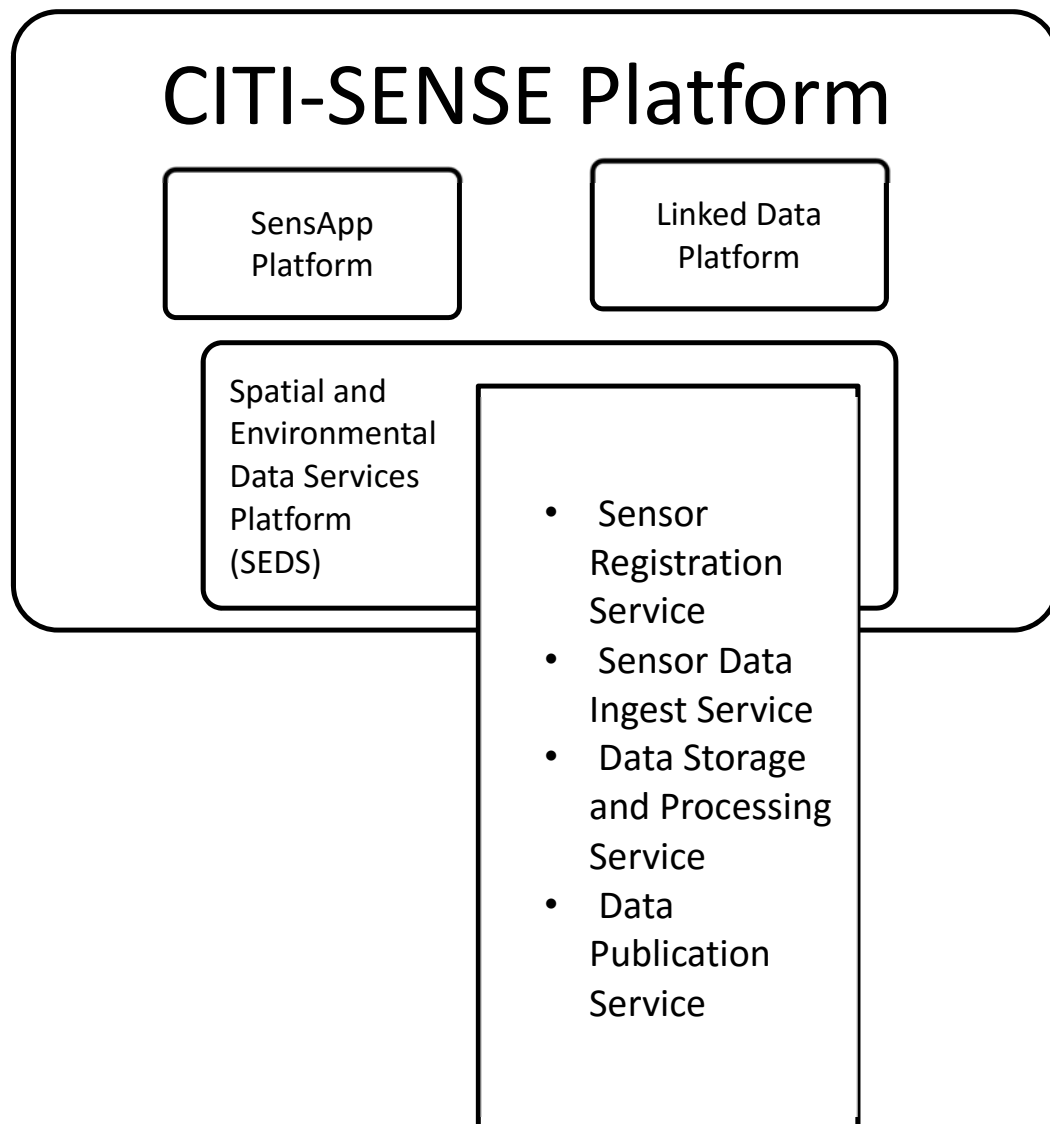 CITI-SENSE Platform
SensApp
Platform
Linked Data
Platform
Spatial and
Environmental
Data Services
Platform
(SEDS)
• Sensor
Registration
Service
• Sensor Data
Ingest Service
• Data Storage
and Processing
Service
• Data
Publication
Service